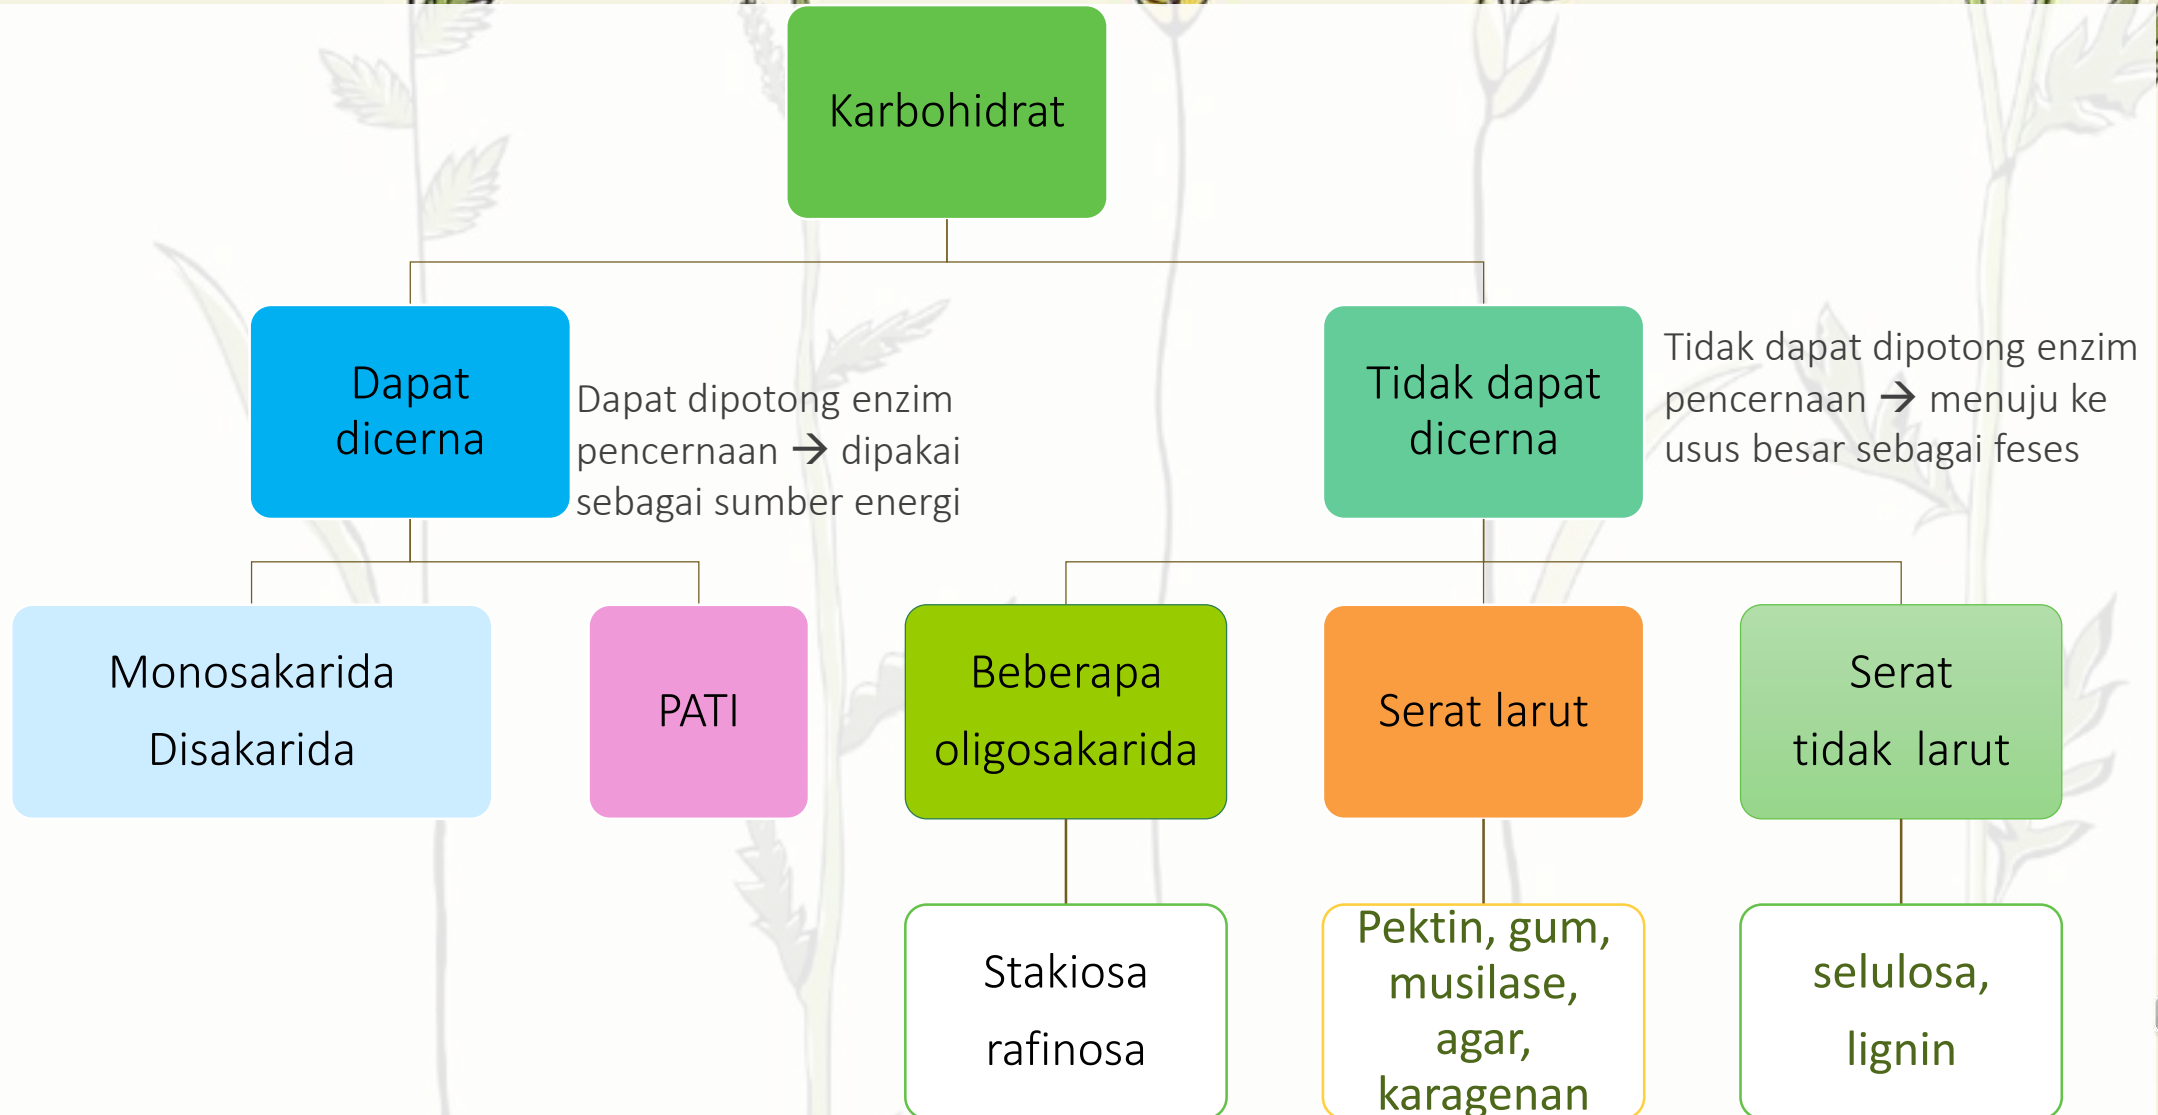 Karbohidrat
Dapat
dicerna
Dapat dipotong enzim
pencernaan → dipakai
sebagai sumber energi
Tidak dapat
dicerna
Tidak dapat dipotong enzim
pencernaan → menuju ke
usus besar sebagai feses
Monosakarida
Disakarida
PATI
Beberapa
oligosakarida
Serat larut
Serat
tidak larut
Stakiosa
rafinosa
Pektin, gum,
musilase,
agar,
karagenan
selulosa,
lignin